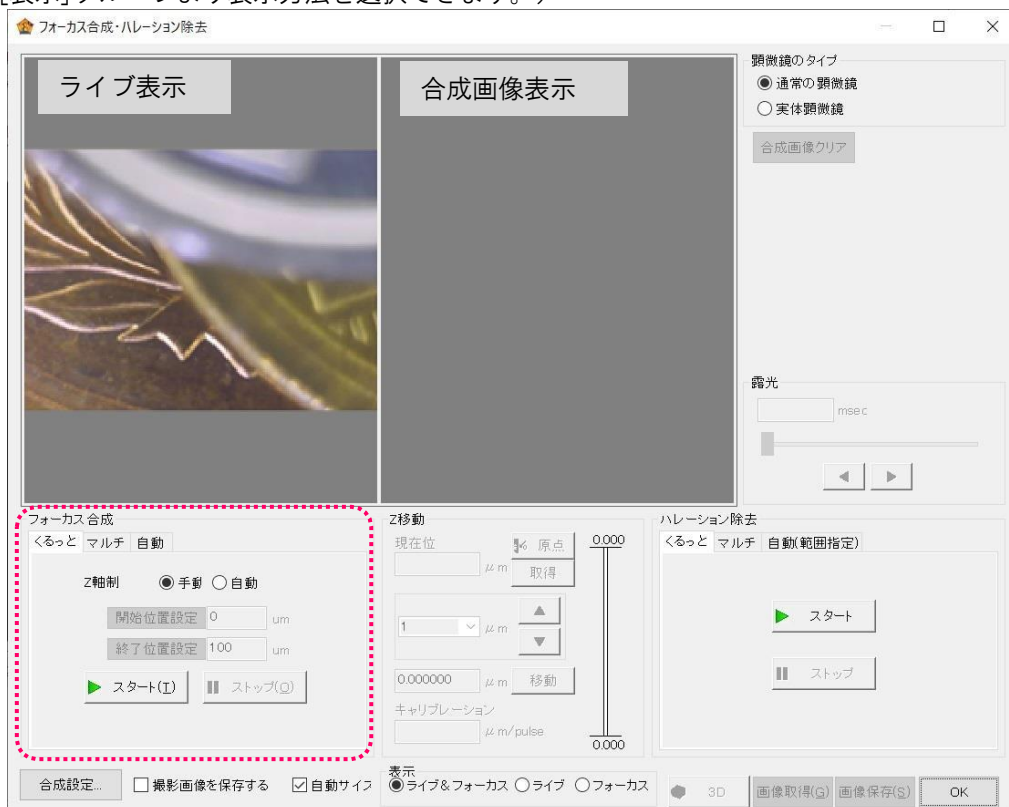 [表示]グループより表示方法を選択できます。)
フォーカス合成・ハレーション除去
ライブ表示
合成画像表示
顕微鏡のタイプ
通常の顕微鏡
実体顕微鏡
合成画像クリア
露光
msec
フォーカス合成
くるっと マルチ 自動
Z軸制 手動 自動
開始位置設定 0 um
終了位置設定 100 um
スタート(T) ストップ(O)
Z移動
現在位
原点
μm 取得
1 μm
0.000000 μm 移動
キャリブレーション
μm/pulse
0.000
0.000
ハレーション除去
くるっと マルチ 自動(範囲指定)
スタート
ストップ
合成設定... 撮影画像を保存する 自動サイズ
表示
ライブ&フォーカス ライブ フォーカス
3D 画像取得(G) 画像保存(S) OK